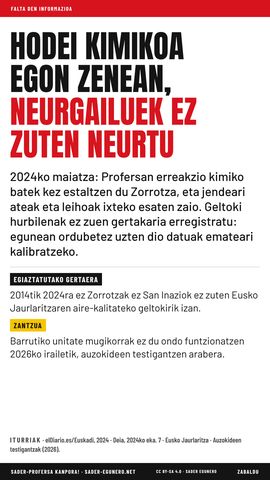 FALTA DEN INFORMAZIOA
HODEI KIMIKOA
EGON ZENEAN,
NEURGAILUEK EZ
ZUTEN NEURTU
2024ko maiatza: Profersan erreakzio kimiko
batek kez estaltzen du Zorrotza, eta jendeari
ateak eta leihoak ixteko esaten zaio. Geltoki
hurbilenak ez zuen gertakaria erregistratu:
egunean ordubetez uzten dio datuak emateari
kalibratzeko.
EGIAZTATUTAKO GERTAERA
2014tik 2024ra ez Zorrotzak ez San Inaziok ez zuten Eusko
Jaurlaritzaren aire-kalitateko geltokirik izan.
ZANTZUA
Barrutiko unitate mugikorrak ez du ondo funtzionatzen
2026ko irailetik, auzokideen testigantzen arabera.
ITURRIAK · elDiario.es/Euskadi, 2024 · Deia, 2024ko eka. 7 · Eusko Jaurlaritza · Auzokideen
testigantzak (2026).
SADER-PROFERSA KANPORA! · SADER-EGUNERO.NET
CC BY-SA 4.0 · SADER EGUNERO
ZABALDU